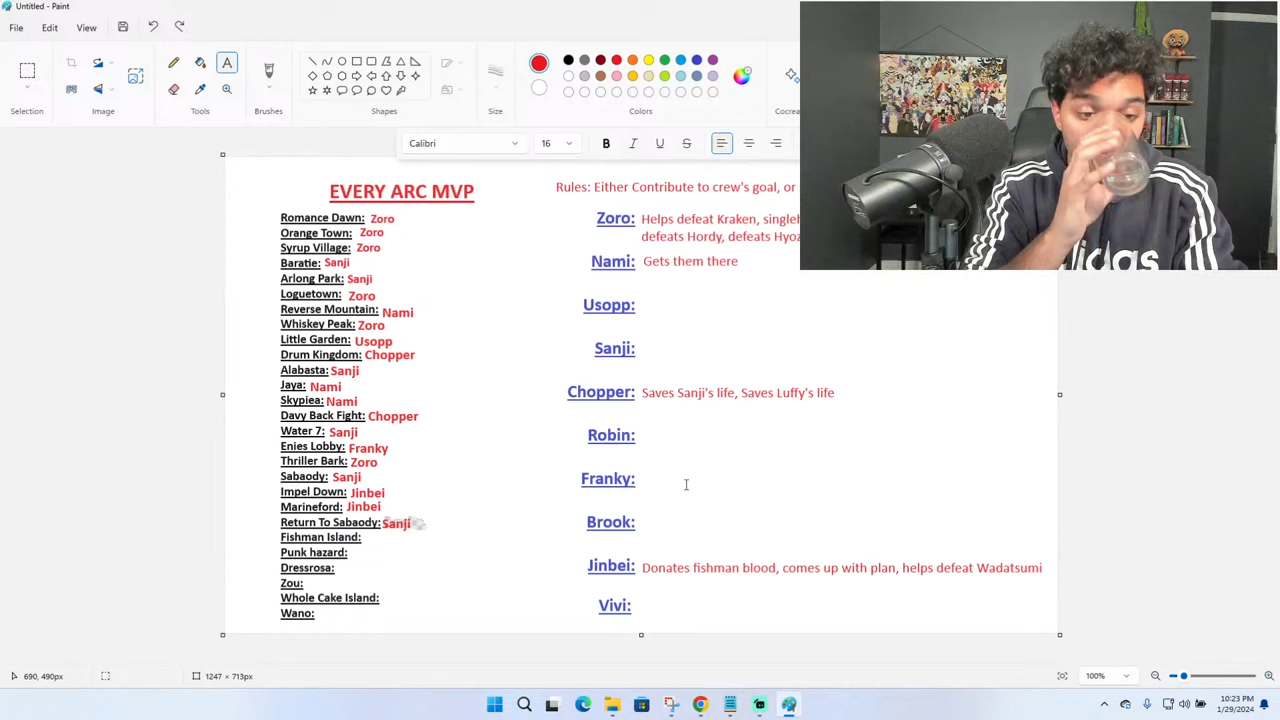 Untitled - Paint
File Edit View
Selection Image Tools Brushes Shapes Size Colors
Calibri 16 B I U S
EVERY ARC MVP
Romance Dawn: Zoro
Orange Town: Zoro
Syrup Village: Zoro
Baratie: Sanji
Arlong Park: Sanji
Loguetown: Zoro
Reverse Mountain: Nami
Whiskey Peak: Zoro
Little Garden: Usopp
Drum Kingdom: Chopper
Alabasta: Sanji
Jaya: Nami
Skypiea: Nami
Davy Back Fight: Chopper
Water 7: Sanji
Enies Lobby: Franky
Thriller Bark: Zoro
Sabaody: Sanji
Impel Down: Jinbei
Marineford: Jinbei
Return To Sabaody: Sanji
Fishman Island:
Punk hazard:
Dressrosa:
Zou:
Whole Cake Island:
Wano:
Rules: Either Contribute to crew's goal, or
Zoro: Helps defeat Kraken,
defeats Hordy, defeats
Nami: Gets them there
Usopp:
Sanji:
Chopper: Saves Sanji's life, Saves Luffy's life
Robin:
Franky:
Brook:
Jinbei: Donates fishman blood, comes up with plan, helps defeat Wadatsumi
Vivi:
adidas
690, 490px 1247 × 713px 100%
10:23 PM
1/29/2024